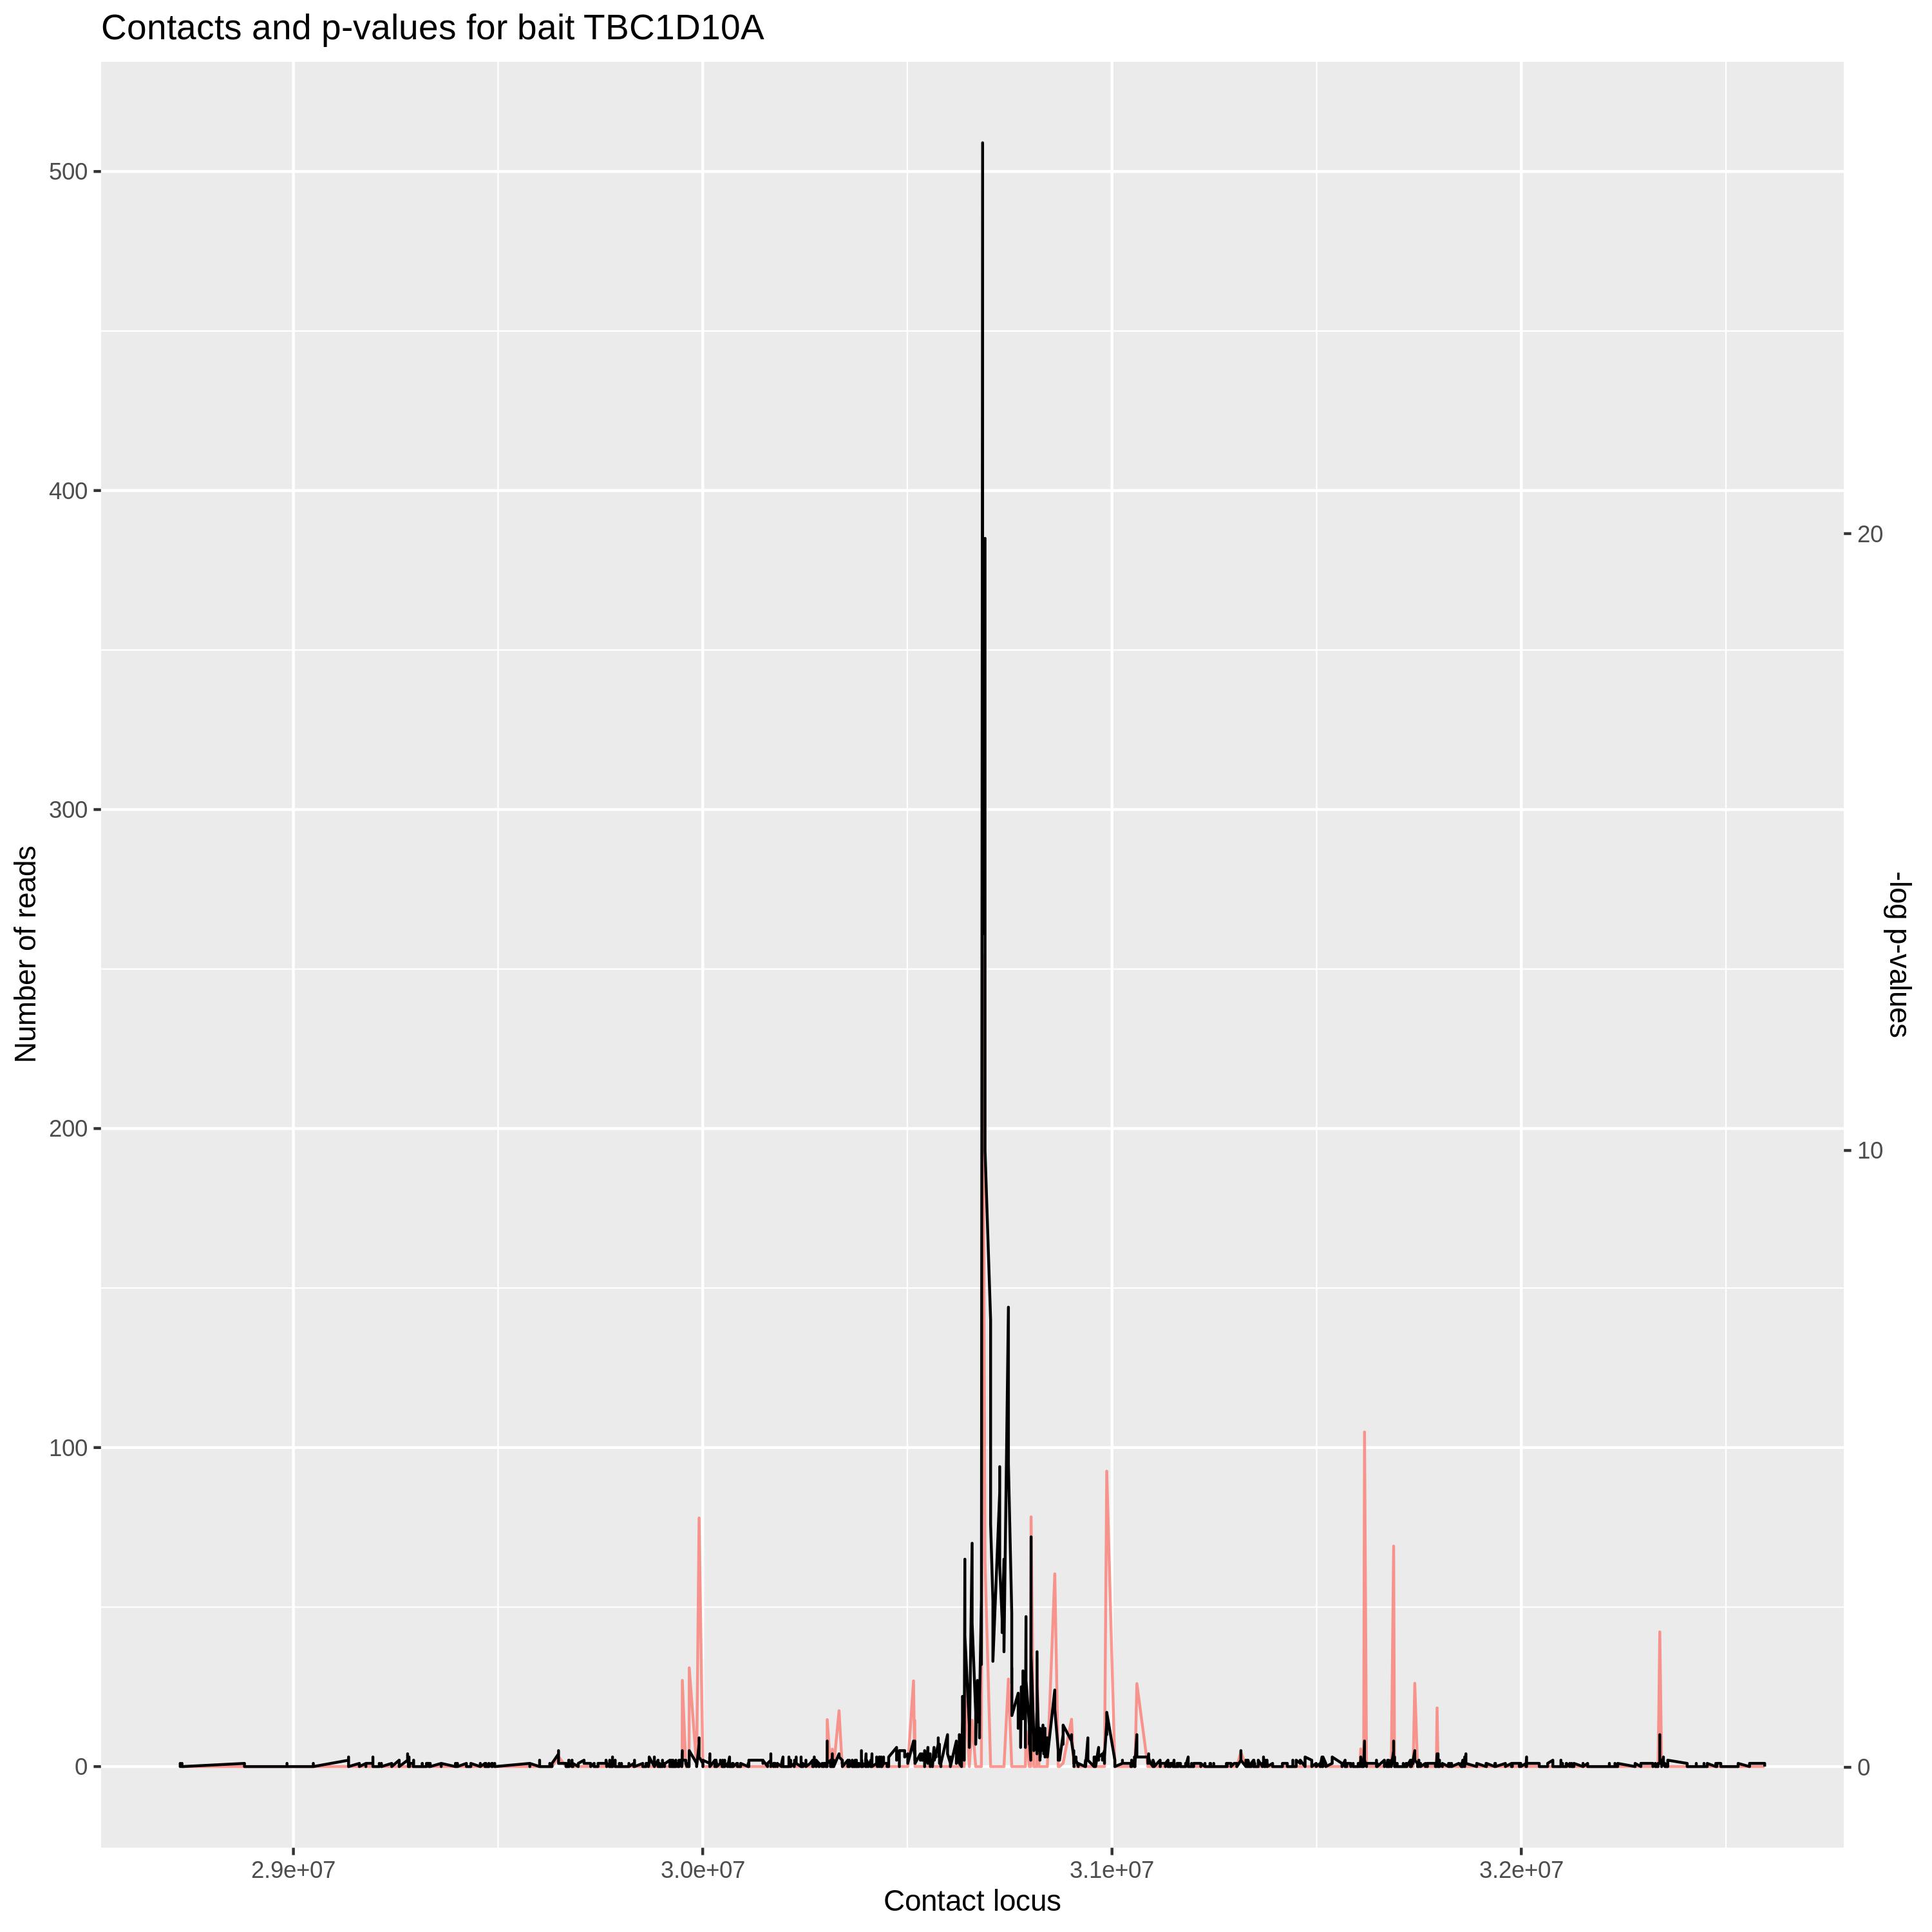 Contacts and p-values for bait TBC1D10A
500
400
300
200
100
0
Number of reads
20
10
0
-log p-values
2.9e+07
3.0e+07
3.1e+07
3.2e+07
Contact locus